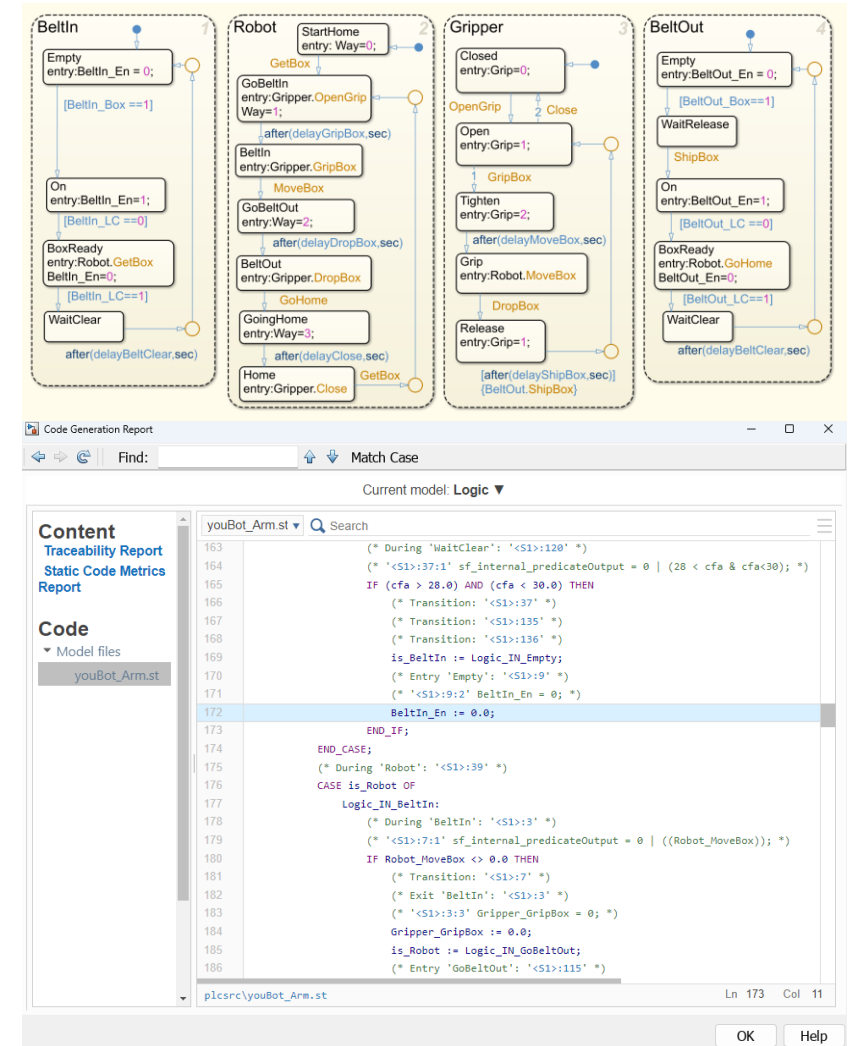 BeltIn
1
Empty
entry:BeltIn_En = 0;
[BeltIn_Box ==1]
On
entry:BeltIn_En=1;
[BeltIn_LC ==0]
BoxReady
entry:Robot.GetBox
BeltIn_En=0;
[BeltIn_LC==1]
WaitClear
after(delayBeltClear,sec)
Robot
2
StartHome
entry: Way=0;
GetBox
GoBeltIn
entry:Gripper.OpenGrip
Way=1;
after(delayGripBox,sec)
BeltIn
entry:Gripper.GripBox
MoveBox
GoBeltOut
entry:Way=2;
after(delayDropBox,sec)
BeltOut
entry:Gripper.DropBox
GoHome
GoingHome
entry:Way=3;
after(delayClose,sec)
Home
entry:Gripper.Close
GetBox
Gripper
3
Closed
entry:Grip=0;
OpenGrip
2 Close
Open
entry:Grip=1;
1 GripBox
Tighten
entry:Grip=2;
after(delayMoveBox,sec)
Grip
entry:Robot.MoveBox
DropBox
Release
entry:Grip=1;
[after(delayShipBox,sec)]
{BeltOut.ShipBox}
BeltOut
4
Empty
entry:BeltOut_En = 0;
[BeltOut_Box==1]
WaitRelease
ShipBox
On
entry:BeltOut_En=1;
[BeltOut_LC ==0]
BoxReady
entry:Robot.GoHome
BeltOut_En=0;
[BeltOut_LC==1]
WaitClear
after(delayBeltClear,sec)
Code Generation Report
Find:
Match Case
Current model: Logic ▼
Content
Traceability Report
Static Code Metrics
Report
Code
Model files
youBot_Arm.st
youBot_Arm.st
Search
163 (* During 'WaitClear': '<S1>:120' *)
164 (* '<S1>:37:1' sf_internal_predicateOutput = 0 | (28 < cfa & cfa<30); *)
165 IF (cfa > 28.0) AND (cfa < 30.0) THEN
166 (* Transition: '<S1>:37' *)
167 (* Transition: '<S1>:135' *)
168 (* Transition: '<S1>:136' *)
169 is_BeltIn := Logic_IN_Empty;
170 (* Entry 'Empty': '<S1>:9' *)
171 (* '<S1>:9:2' BeltIn_En = 0; *)
172 BeltIn_En := 0.0;
173 END_IF;
174 END_CASE;
175 (* During 'Robot': '<S1>:39' *)
176 CASE is_Robot OF
177 Logic_IN_BeltIn:
178 (* During 'BeltIn': '<S1>:3' *)
179 (* '<S1>:7:1' sf_internal_predicateOutput = 0 | ((Robot_MoveBox)); *)
180 IF Robot_MoveBox <> 0.0 THEN
181 (* Transition: '<S1>:7' *)
182 (* Exit 'BeltIn': '<S1>:3' *)
183 (* '<S1>:3:3' Gripper_GripBox = 0; *)
184 Gripper_GripBox := 0.0;
185 is_Robot := Logic_IN_GoBeltOut;
186 (* Entry 'GoBeltOut': '<S1>:115' *)
plcsrc\youBot_Arm.st
Ln 173 Col 11
OK
Help